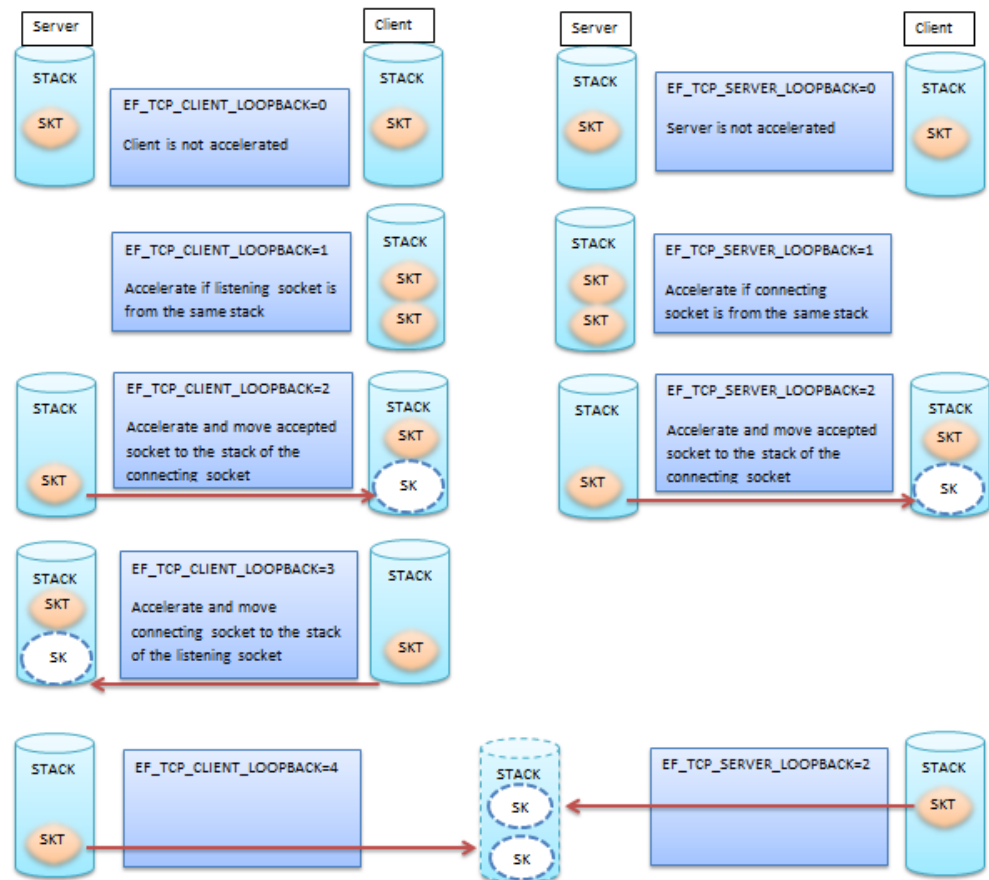 Server
Client
Server
Client
STACK
SKT
EF_TCP_CLIENT_LOOPBACK=0
Client is not accelerated
STACK
SKT
STACK
SKT
EF_TCP_SERVER_LOOPBACK=0
Server is not accelerated
STACK
SKT
EF_TCP_CLIENT_LOOPBACK=1
Accelerate if listening socket is
from the same stack
STACK
SKT
SKT
STACK
SKT
SKT
EF_TCP_SERVER_LOOPBACK=1
Accelerate if connecting
socket is from the same stack
STACK
SKT
EF_TCP_CLIENT_LOOPBACK=2
Accelerate and move accepted
socket to the stack of the
connecting socket
STACK
SKT
SK
STACK
SKT
EF_TCP_SERVER_LOOPBACK=2
Accelerate and move accepted
socket to the stack of the
connecting socket
STACK
SKT
SK
STACK
SKT
SK
EF_TCP_CLIENT_LOOPBACK=3
Accelerate and move
connecting socket to the stack
of the listening socket
STACK
SKT
STACK
SKT
EF_TCP_CLIENT_LOOPBACK=4
STACK
SK
SK
EF_TCP_SERVER_LOOPBACK=2
STACK
SKT